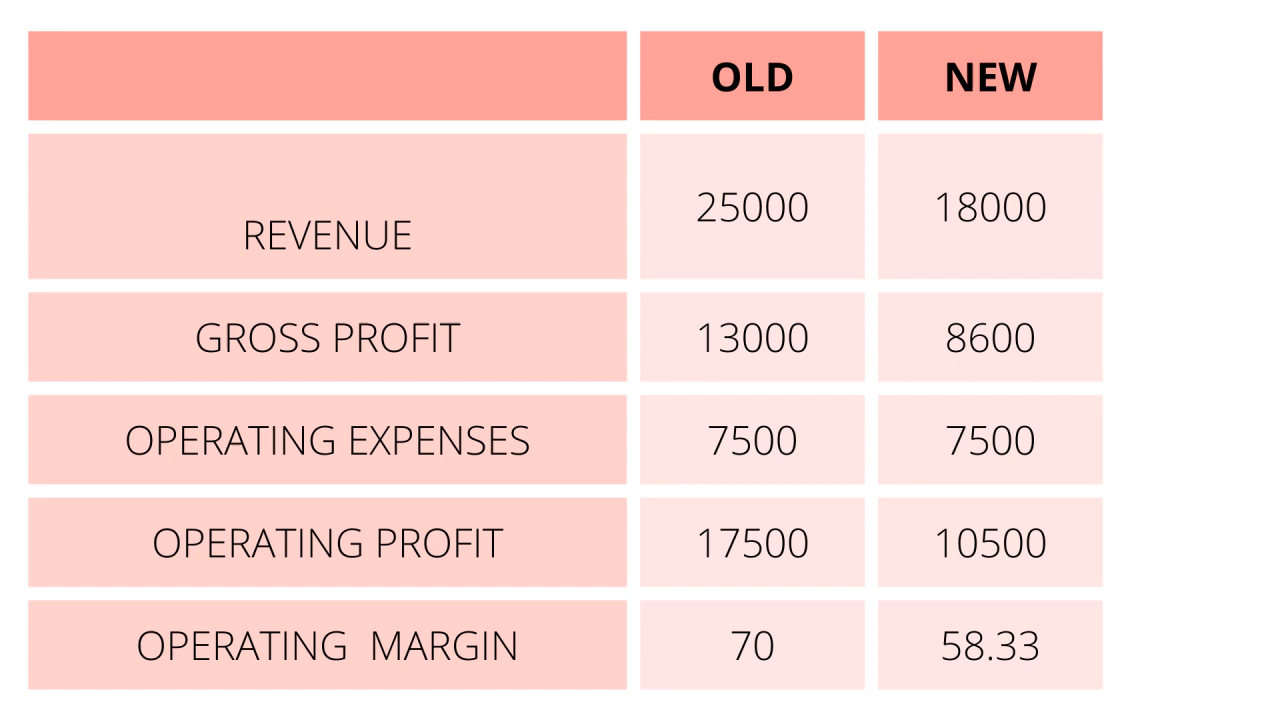 OLD NEW
REVENUE 25000 18000
GROSS PROFIT 13000 8600
OPERATING EXPENSES 7500 7500
OPERATING PROFIT 17500 10500
OPERATING  MARGIN 70 58.33